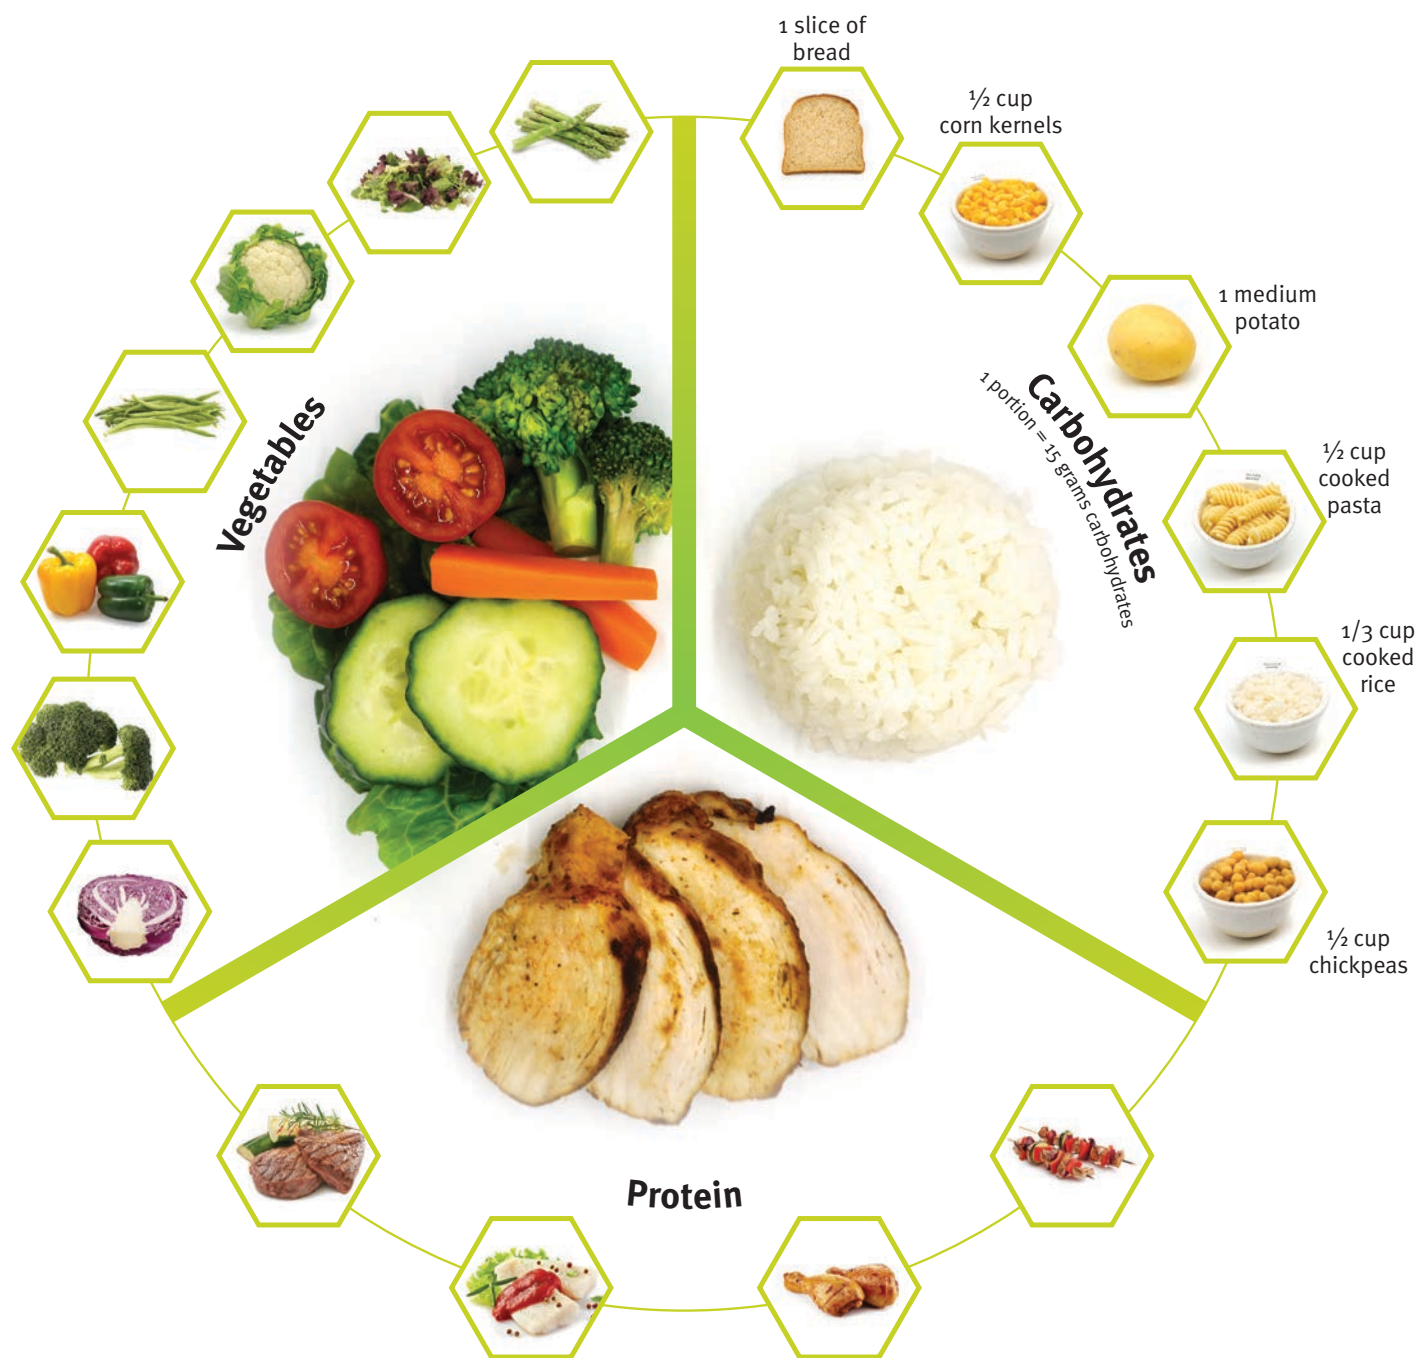 1 slice of
bread
½ cup
corn kernels
1 medium
potato
Carbohydrates
1 portion = 15 grams carbohydrates
½ cup
cooked
pasta
1/3 cup
cooked
rice
½ cup
chickpeas
Vegetables
Protein